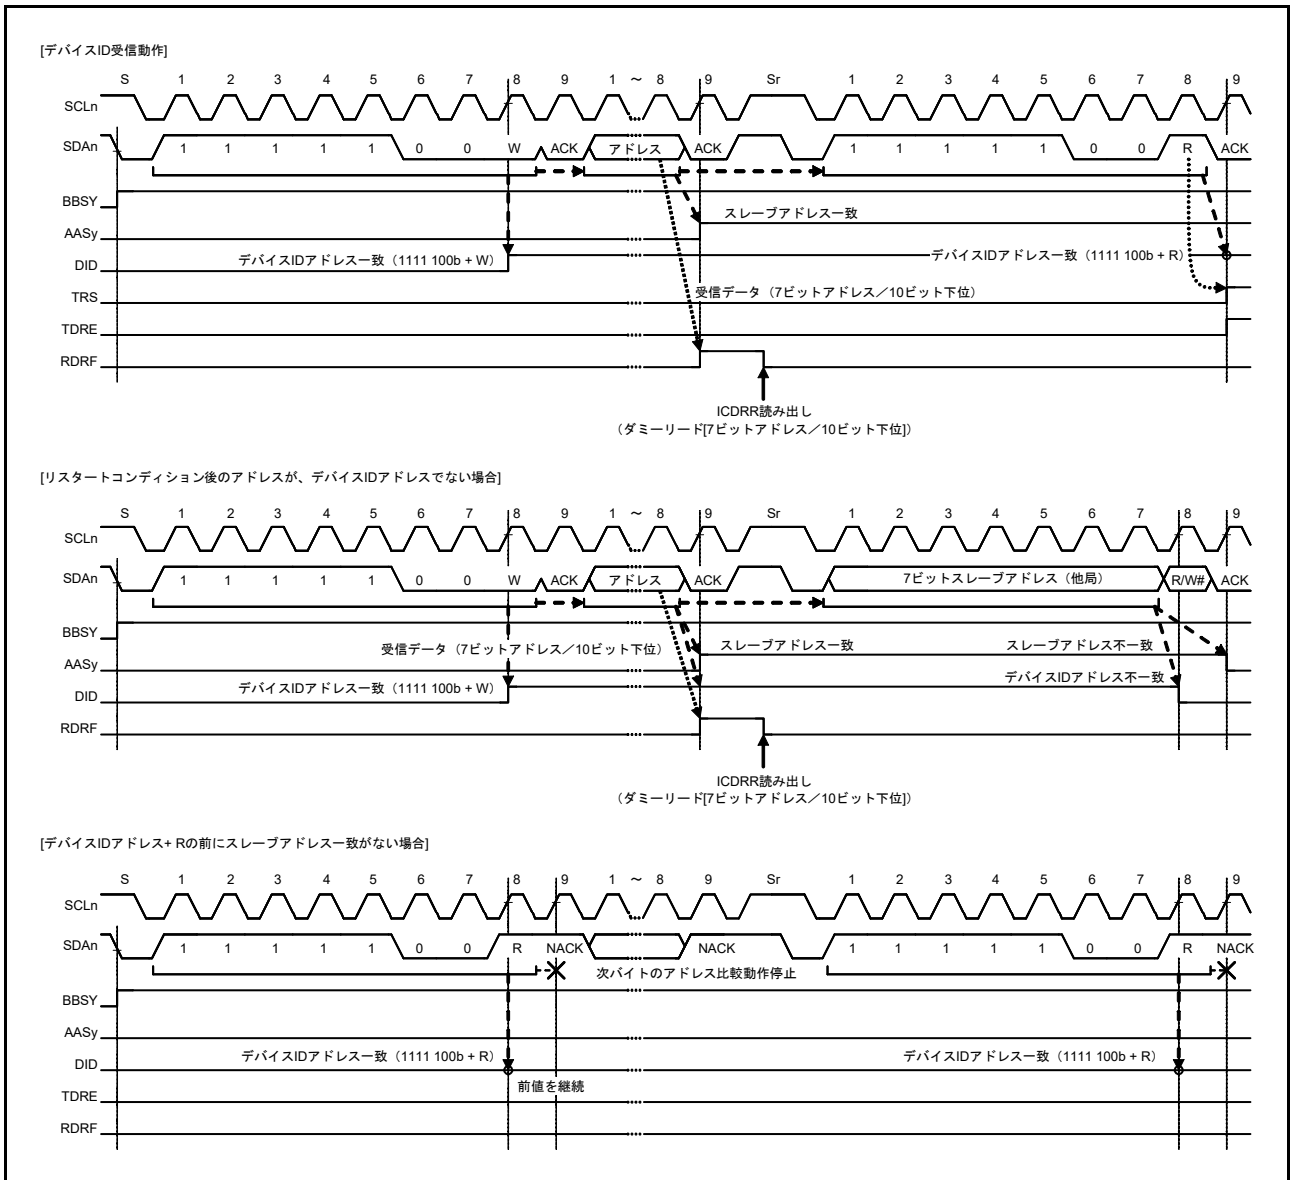 [デバイスID受信動作]
S 1 2 3 4 5 6 7 8 9 1 ～ 8 9 Sr 1 2 3 4 5 6 7 8 9
SCLn
SDAn 1 1 1 1 1 0 0 W ACK アドレス ACK 1 1 1 1 1 0 0 R ACK
BBSY
スレーブアドレス一致
AASy
デバイスIDアドレス一致（1111 100b + W） デバイスIDアドレス一致（1111 100b + R）
DID
受信データ（7ビットアドレス／10ビット下位）
TRS
TDRE
RDRF
ICDRR読み出し
（ダミーリード[7ビットアドレス／10ビット下位]）
[リスタートコンディション後のアドレスが、デバイスIDアドレスでない場合]
S 1 2 3 4 5 6 7 8 9 1 ～ 8 9 Sr 1 2 3 4 5 6 7 8 9
SCLn
SDAn 1 1 1 1 1 0 0 W ACK アドレス ACK 7ビットスレーブアドレス（他局） R/W# ACK
BBSY
受信データ（7ビットアドレス／10ビット下位） スレーブアドレス一致 スレーブアドレス不一致
AASy
デバイスIDアドレス一致（1111 100b + W） デバイスIDアドレス不一致
DID
RDRF
ICDRR読み出し
（ダミーリード[7ビットアドレス／10ビット下位]）
[デバイスIDアドレス+ Rの前にスレーブアドレス一致がない場合]
S 1 2 3 4 5 6 7 8 9 1 ～ 8 9 Sr 1 2 3 4 5 6 7 8 9
SCLn
SDAn 1 1 1 1 1 0 0 R NACK NACK 1 1 1 1 1 0 0 R NACK
次バイトのアドレス比較動作停止
BBSY
AASy
デバイスIDアドレス一致（1111 100b + R） デバイスIDアドレス一致（1111 100b + R）
DID
前値を継続
TDRE
RDRF